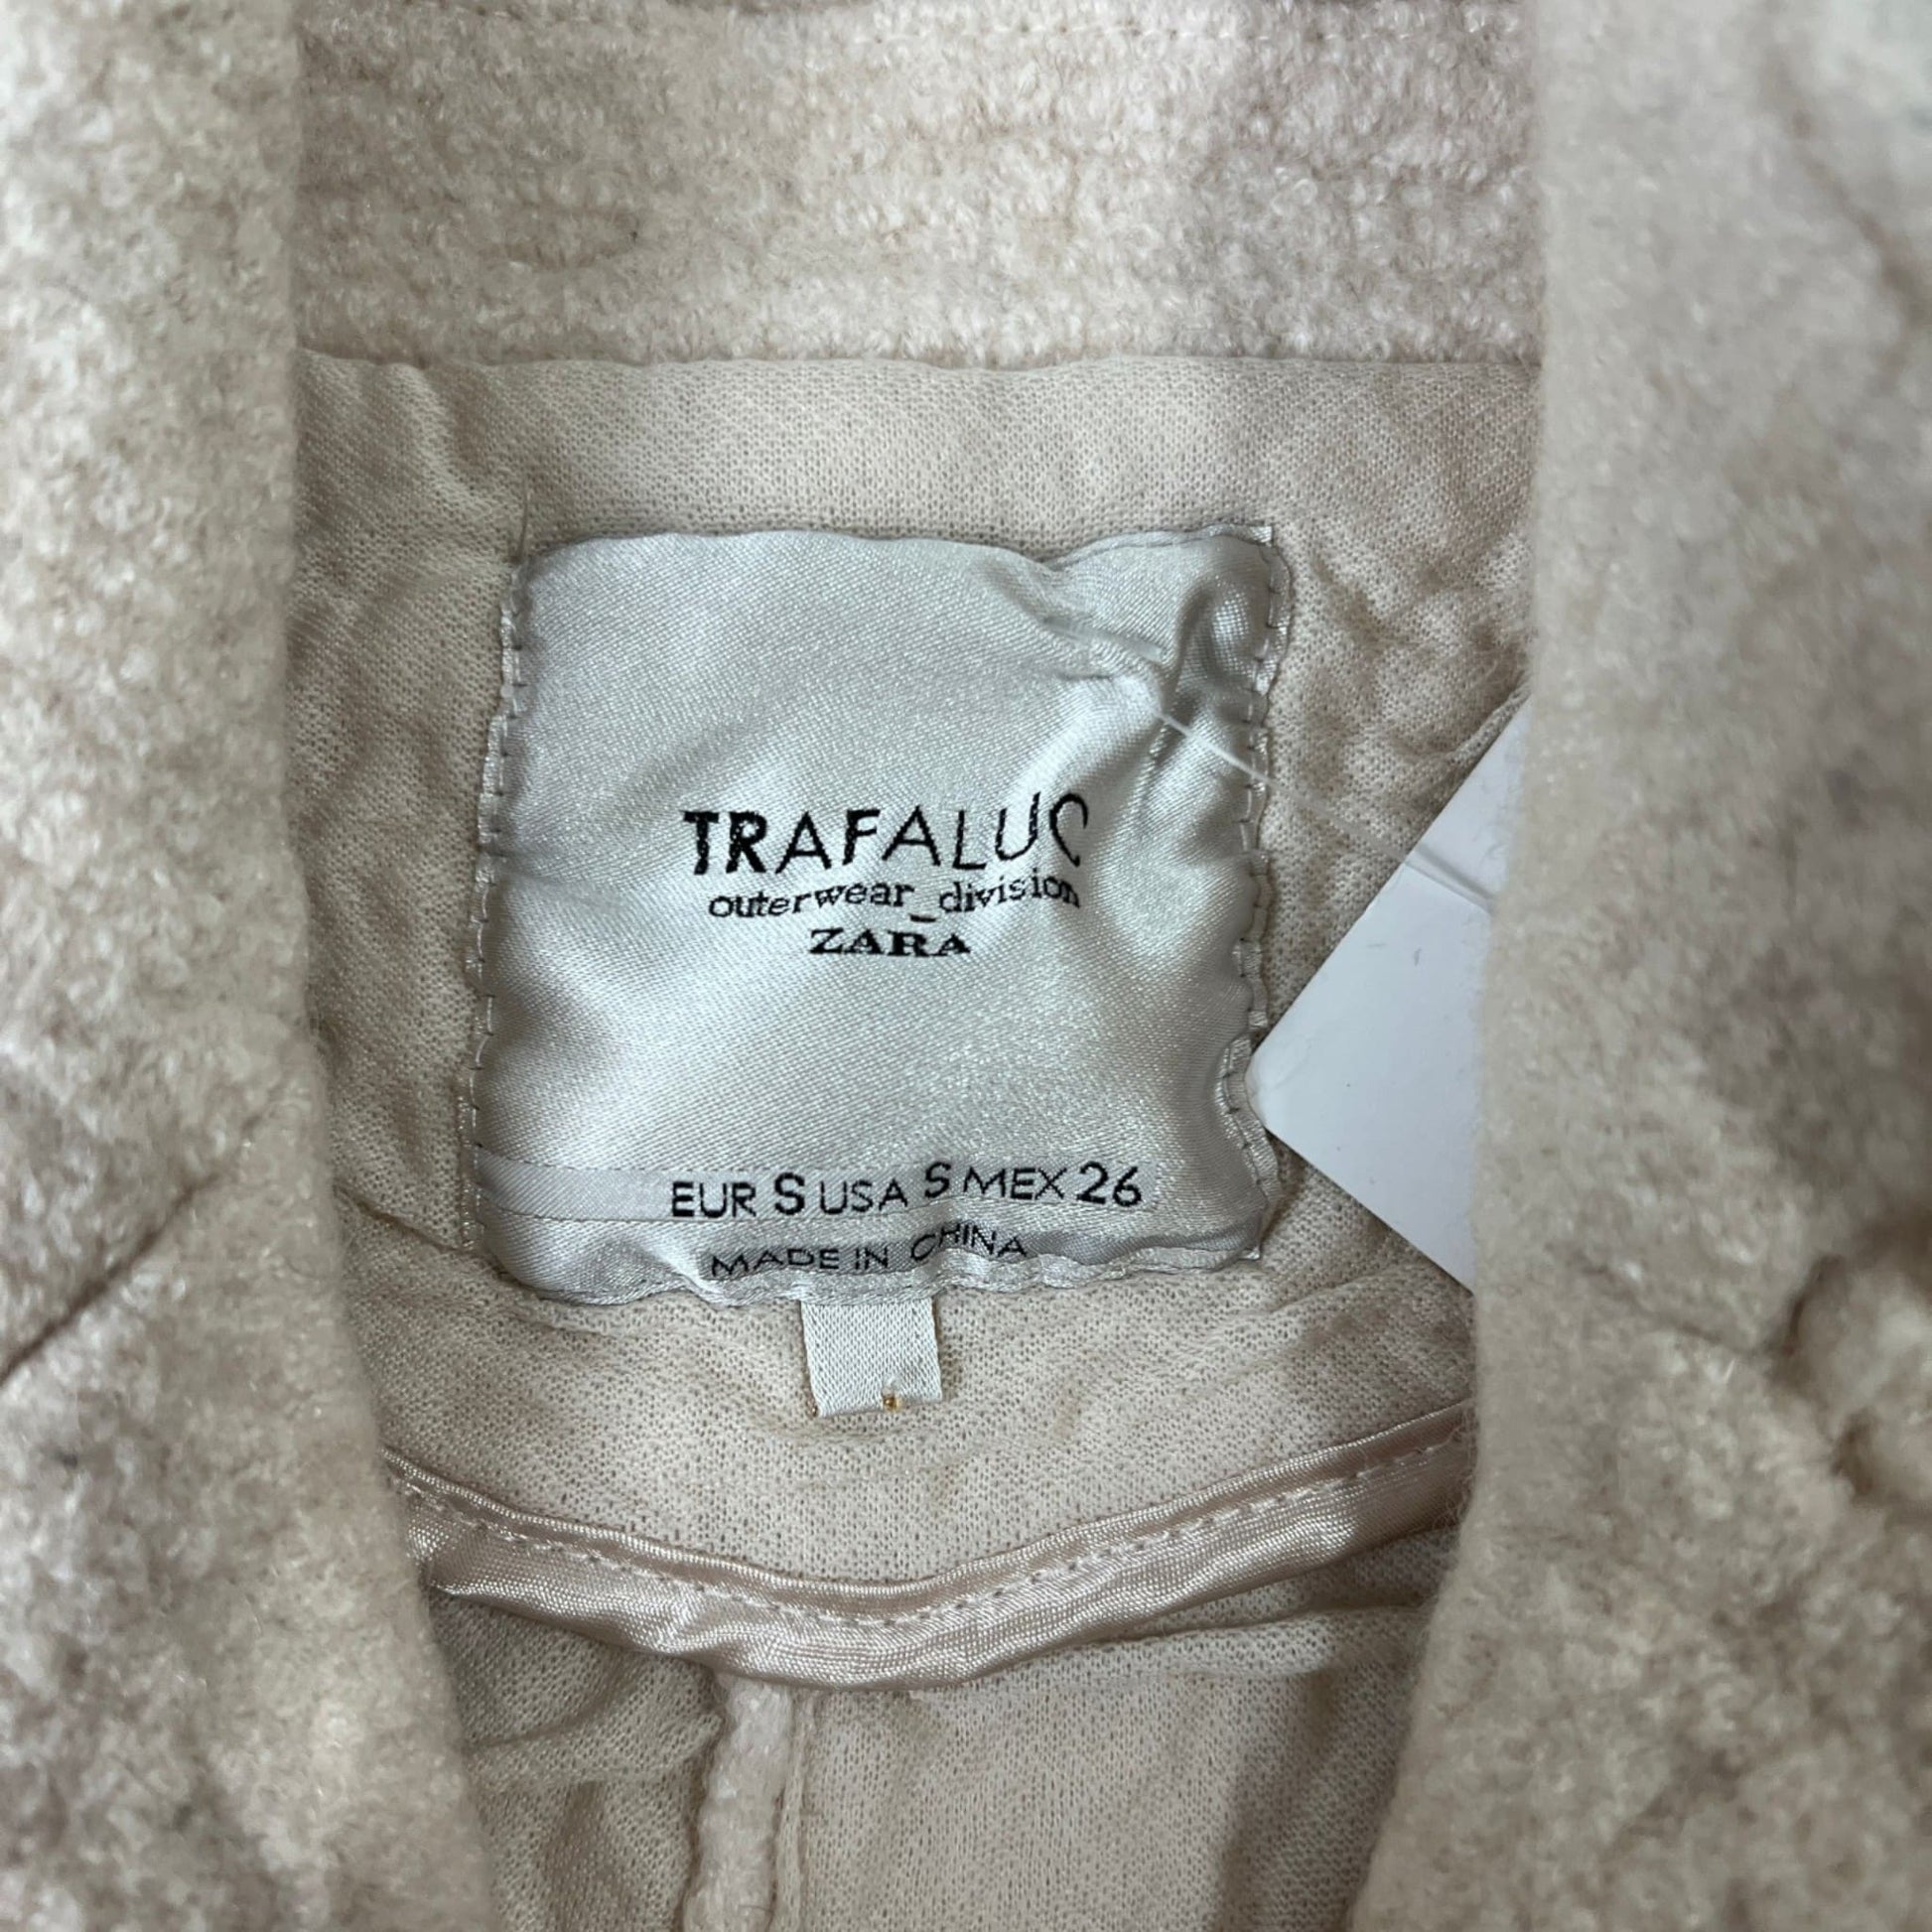 TRAFALUC
outerwear_division
ZARA
EUR S USA S MEX 26
MADE IN CHINA